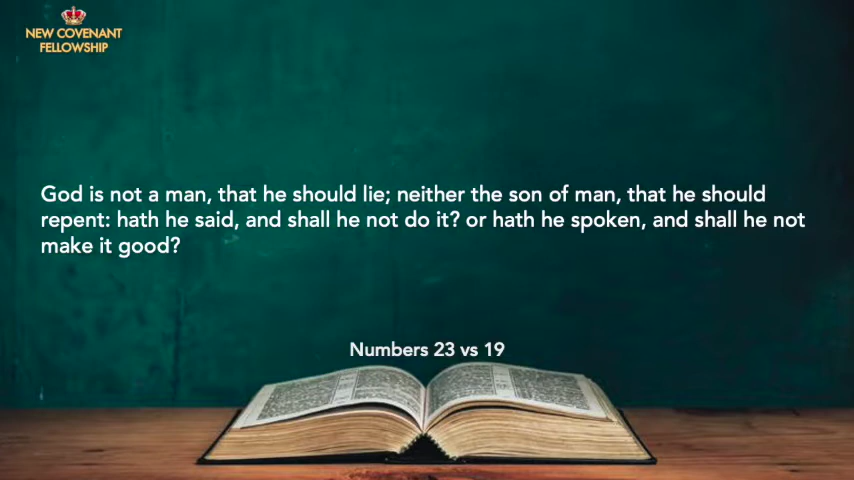 NEW COVENANT
FELLOWSHIP
God is not a man, that he should lie; neither the son of man, that he should
repent: hath he said, and shall he not do it? or hath he spoken, and shall he not
make it good?
Numbers 23 vs 19